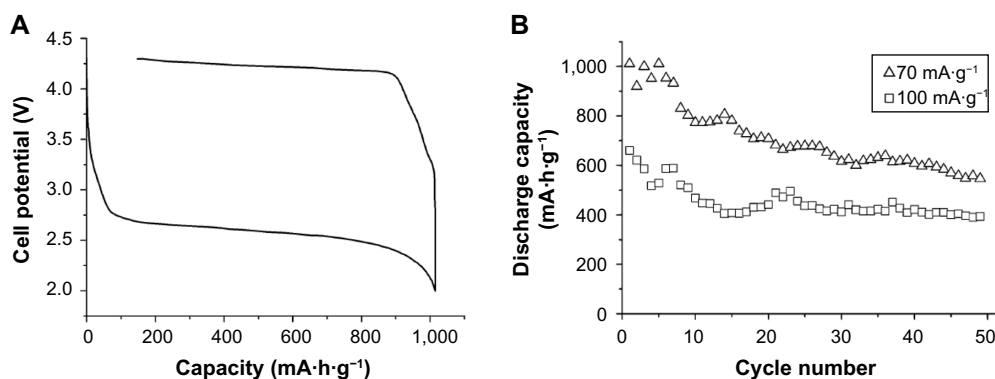 A
4.5
4.0
3.5
3.0
2.5
2.0
Cell potential (V)
0 200 400 600 800 1,000
Capacity (mA·h·g⁻¹)
B
1,000
800
600
400
200
0
Discharge capacity
(mA·h·g⁻¹)
70 mA·g⁻¹
100 mA·g⁻¹
0 10 20 30 40 50
Cycle number